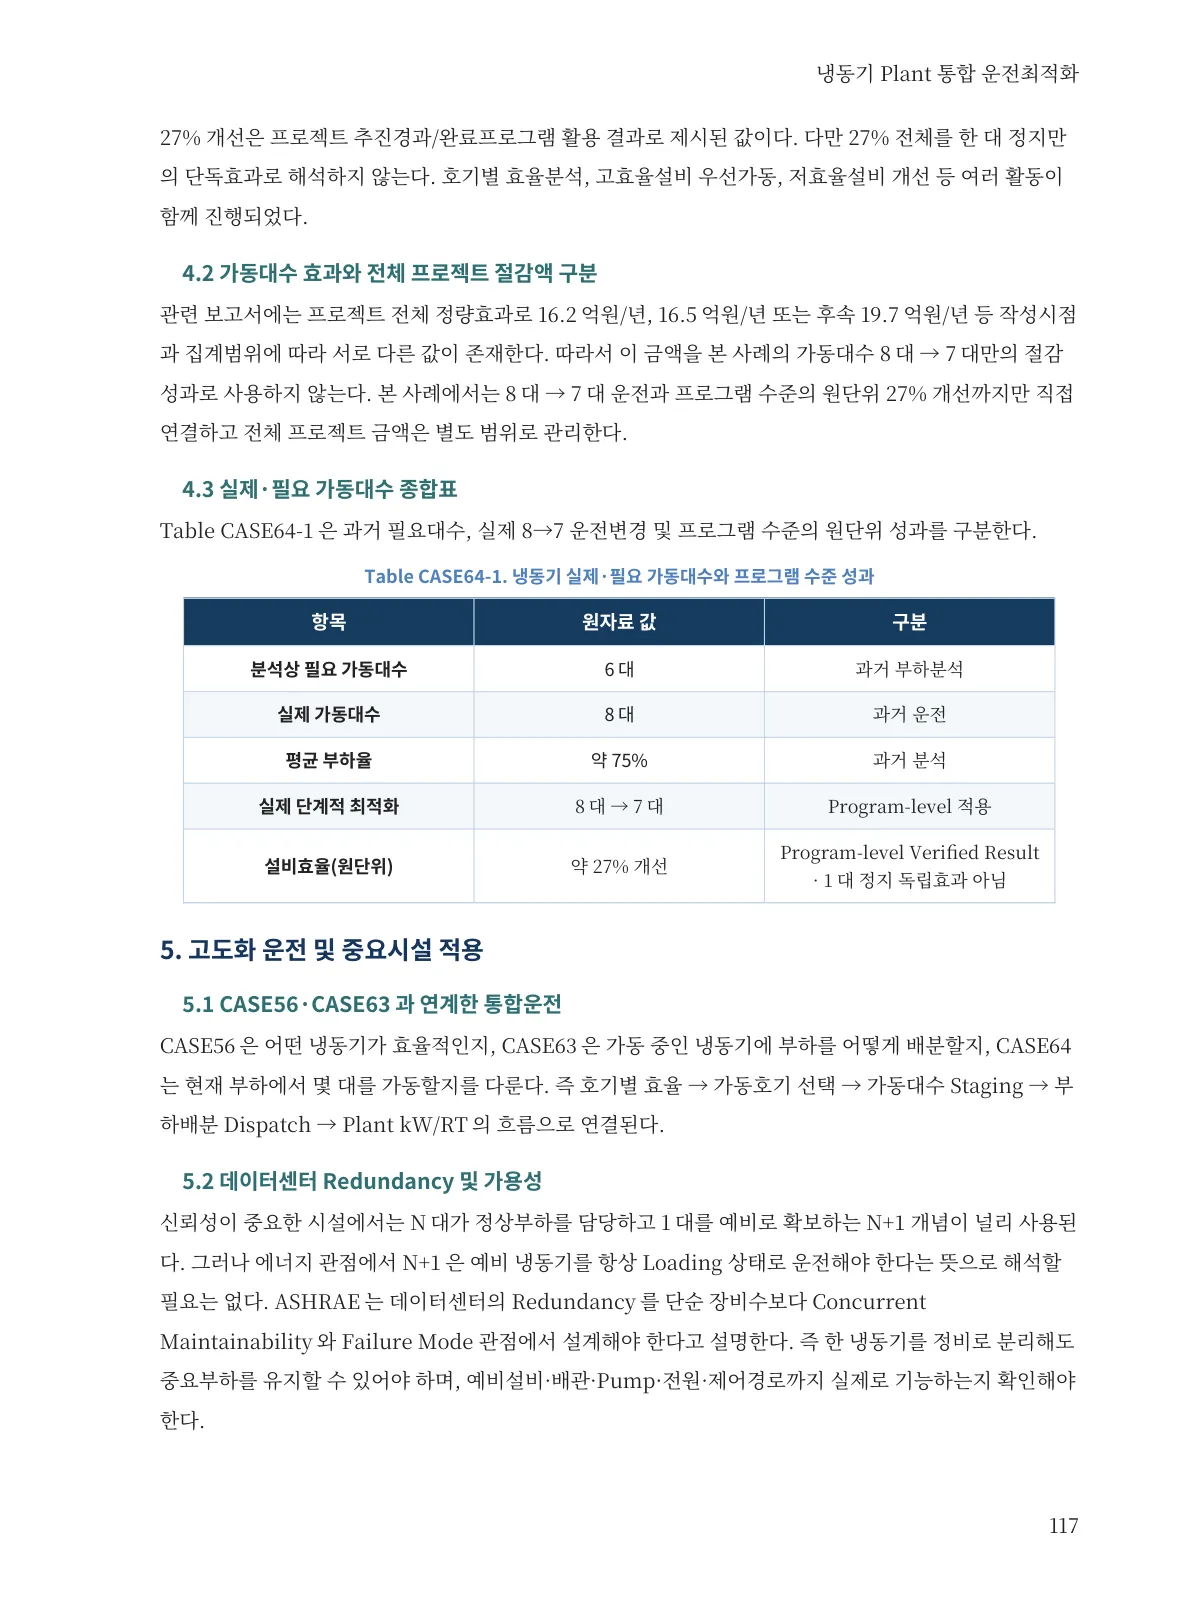 냉동기 Plant 통합 운전최적화
27% 개선은 프로젝트 추진경과/완료프로그램 활용 결과로 제시된 값이다. 다만 27% 전체를 한 대 정지만
의 단독효과로 해석하지 않는다. 호기별 효율분석, 고효율설비 우선가동, 저효율설비 개선 등 여러 활동이
함께 진행되었다.
4.2 가동대수 효과와 전체 프로젝트 절감액 구분
관련 보고서에는 프로젝트 전체 정량효과로 16.2 억원/년, 16.5 억원/년 또는 후속 19.7 억원/년 등 작성시점
과 집계범위에 따라 서로 다른 값이 존재한다. 따라서 이 금액을 본 사례의 가동대수 8 대 → 7 대만의 절감
성과로 사용하지 않는다. 본 사례에서는 8 대 → 7 대 운전과 프로그램 수준의 원단위 27% 개선까지만 직접
연결하고 전체 프로젝트 금액은 별도 범위로 관리한다.
4.3 실제·필요 가동대수 종합표
Table CASE64-1 은 과거 필요대수, 실제 8→7 운전변경 및 프로그램 수준의 원단위 성과를 구분한다.
Table CASE64-1. 냉동기 실제·필요 가동대수와 프로그램 수준 성과
항목 원자료 값 구분
분석상 필요 가동대수 6 대 과거 부하분석
실제 가동대수 8 대 과거 운전
평균 부하율 약 75% 과거 분석
실제 단계적 최적화 8 대 → 7 대 Program-level 적용
설비효율(원단위) 약 27% 개선 Program-level Verified Result
· 1 대 정지 독립효과 아님
5. 고도화 운전 및 중요시설 적용
5.1 CASE56·CASE63 과 연계한 통합운전
CASE56 은 어떤 냉동기가 효율적인지, CASE63 은 가동 중인 냉동기에 부하를 어떻게 배분할지, CASE64
는 현재 부하에서 몇 대를 가동할지를 다룬다. 즉 호기별 효율 → 가동호기 선택 → 가동대수 Staging → 부
하배분 Dispatch → Plant kW/RT 의 흐름으로 연결된다.
5.2 데이터센터 Redundancy 및 가용성
신뢰성이 중요한 시설에서는 N 대가 정상부하를 담당하고 1 대를 예비로 확보하는 N+1 개념이 널리 사용된
다. 그러나 에너지 관점에서 N+1 은 예비 냉동기를 항상 Loading 상태로 운전해야 한다는 뜻으로 해석할
필요는 없다. ASHRAE 는 데이터센터의 Redundancy 를 단순 장비수보다 Concurrent
Maintainability 와 Failure Mode 관점에서 설계해야 한다고 설명한다. 즉 한 냉동기를 정비로 분리해도
중요부하를 유지할 수 있어야 하며, 예비설비·배관·Pump·전원·제어경로까지 실제로 기능하는지 확인해야
한다.
117